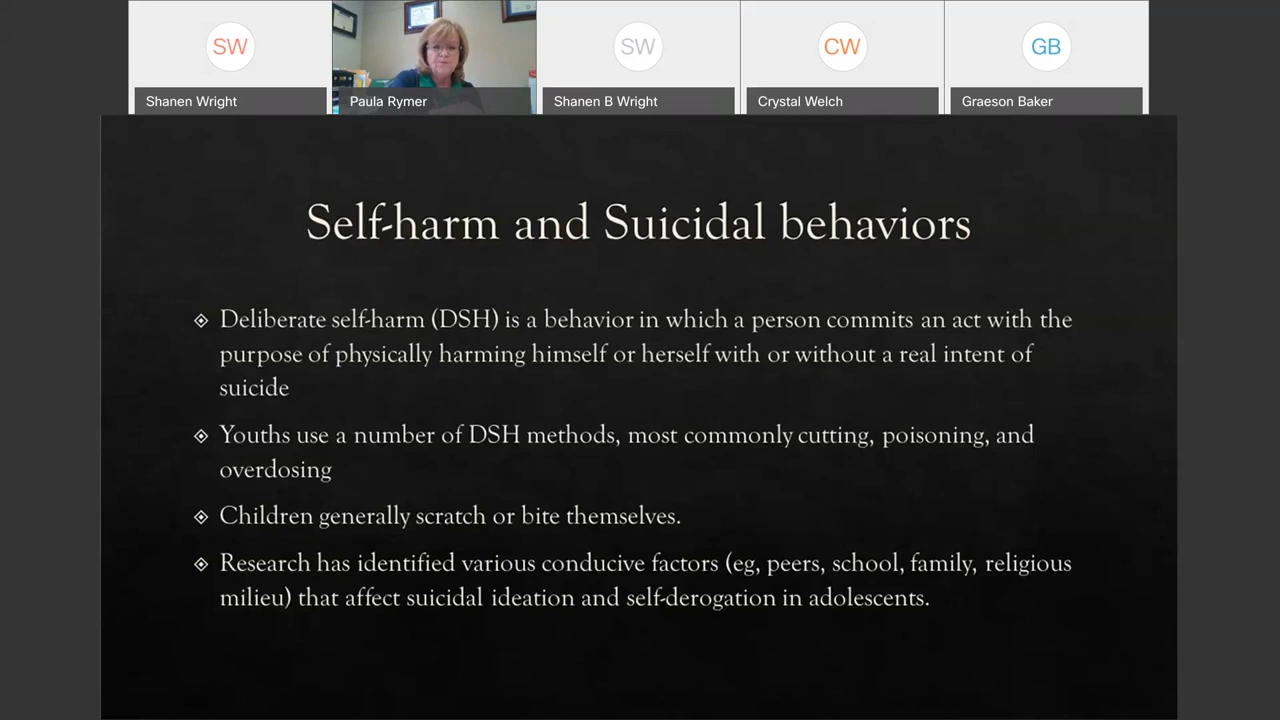 SW
SW
CW
GB
Shanen Wright
Paula Rymer
Shanen B Wright
Crystal Welch
Graeson Baker
Self-harm and Suicidal behaviors
Deliberate self-harm (DSH) is a behavior in which a person commits an act with the
purpose of physically harming himself or herself with or without a real intent of
suicide
Youths use a number of DSH methods, most commonly cutting, poisoning, and
overdosing
Children generally scratch or bite themselves.
Research has identified various conducive factors (eg, peers, school, family, religious
milieu) that affect suicidal ideation and self-derogation in adolescents.